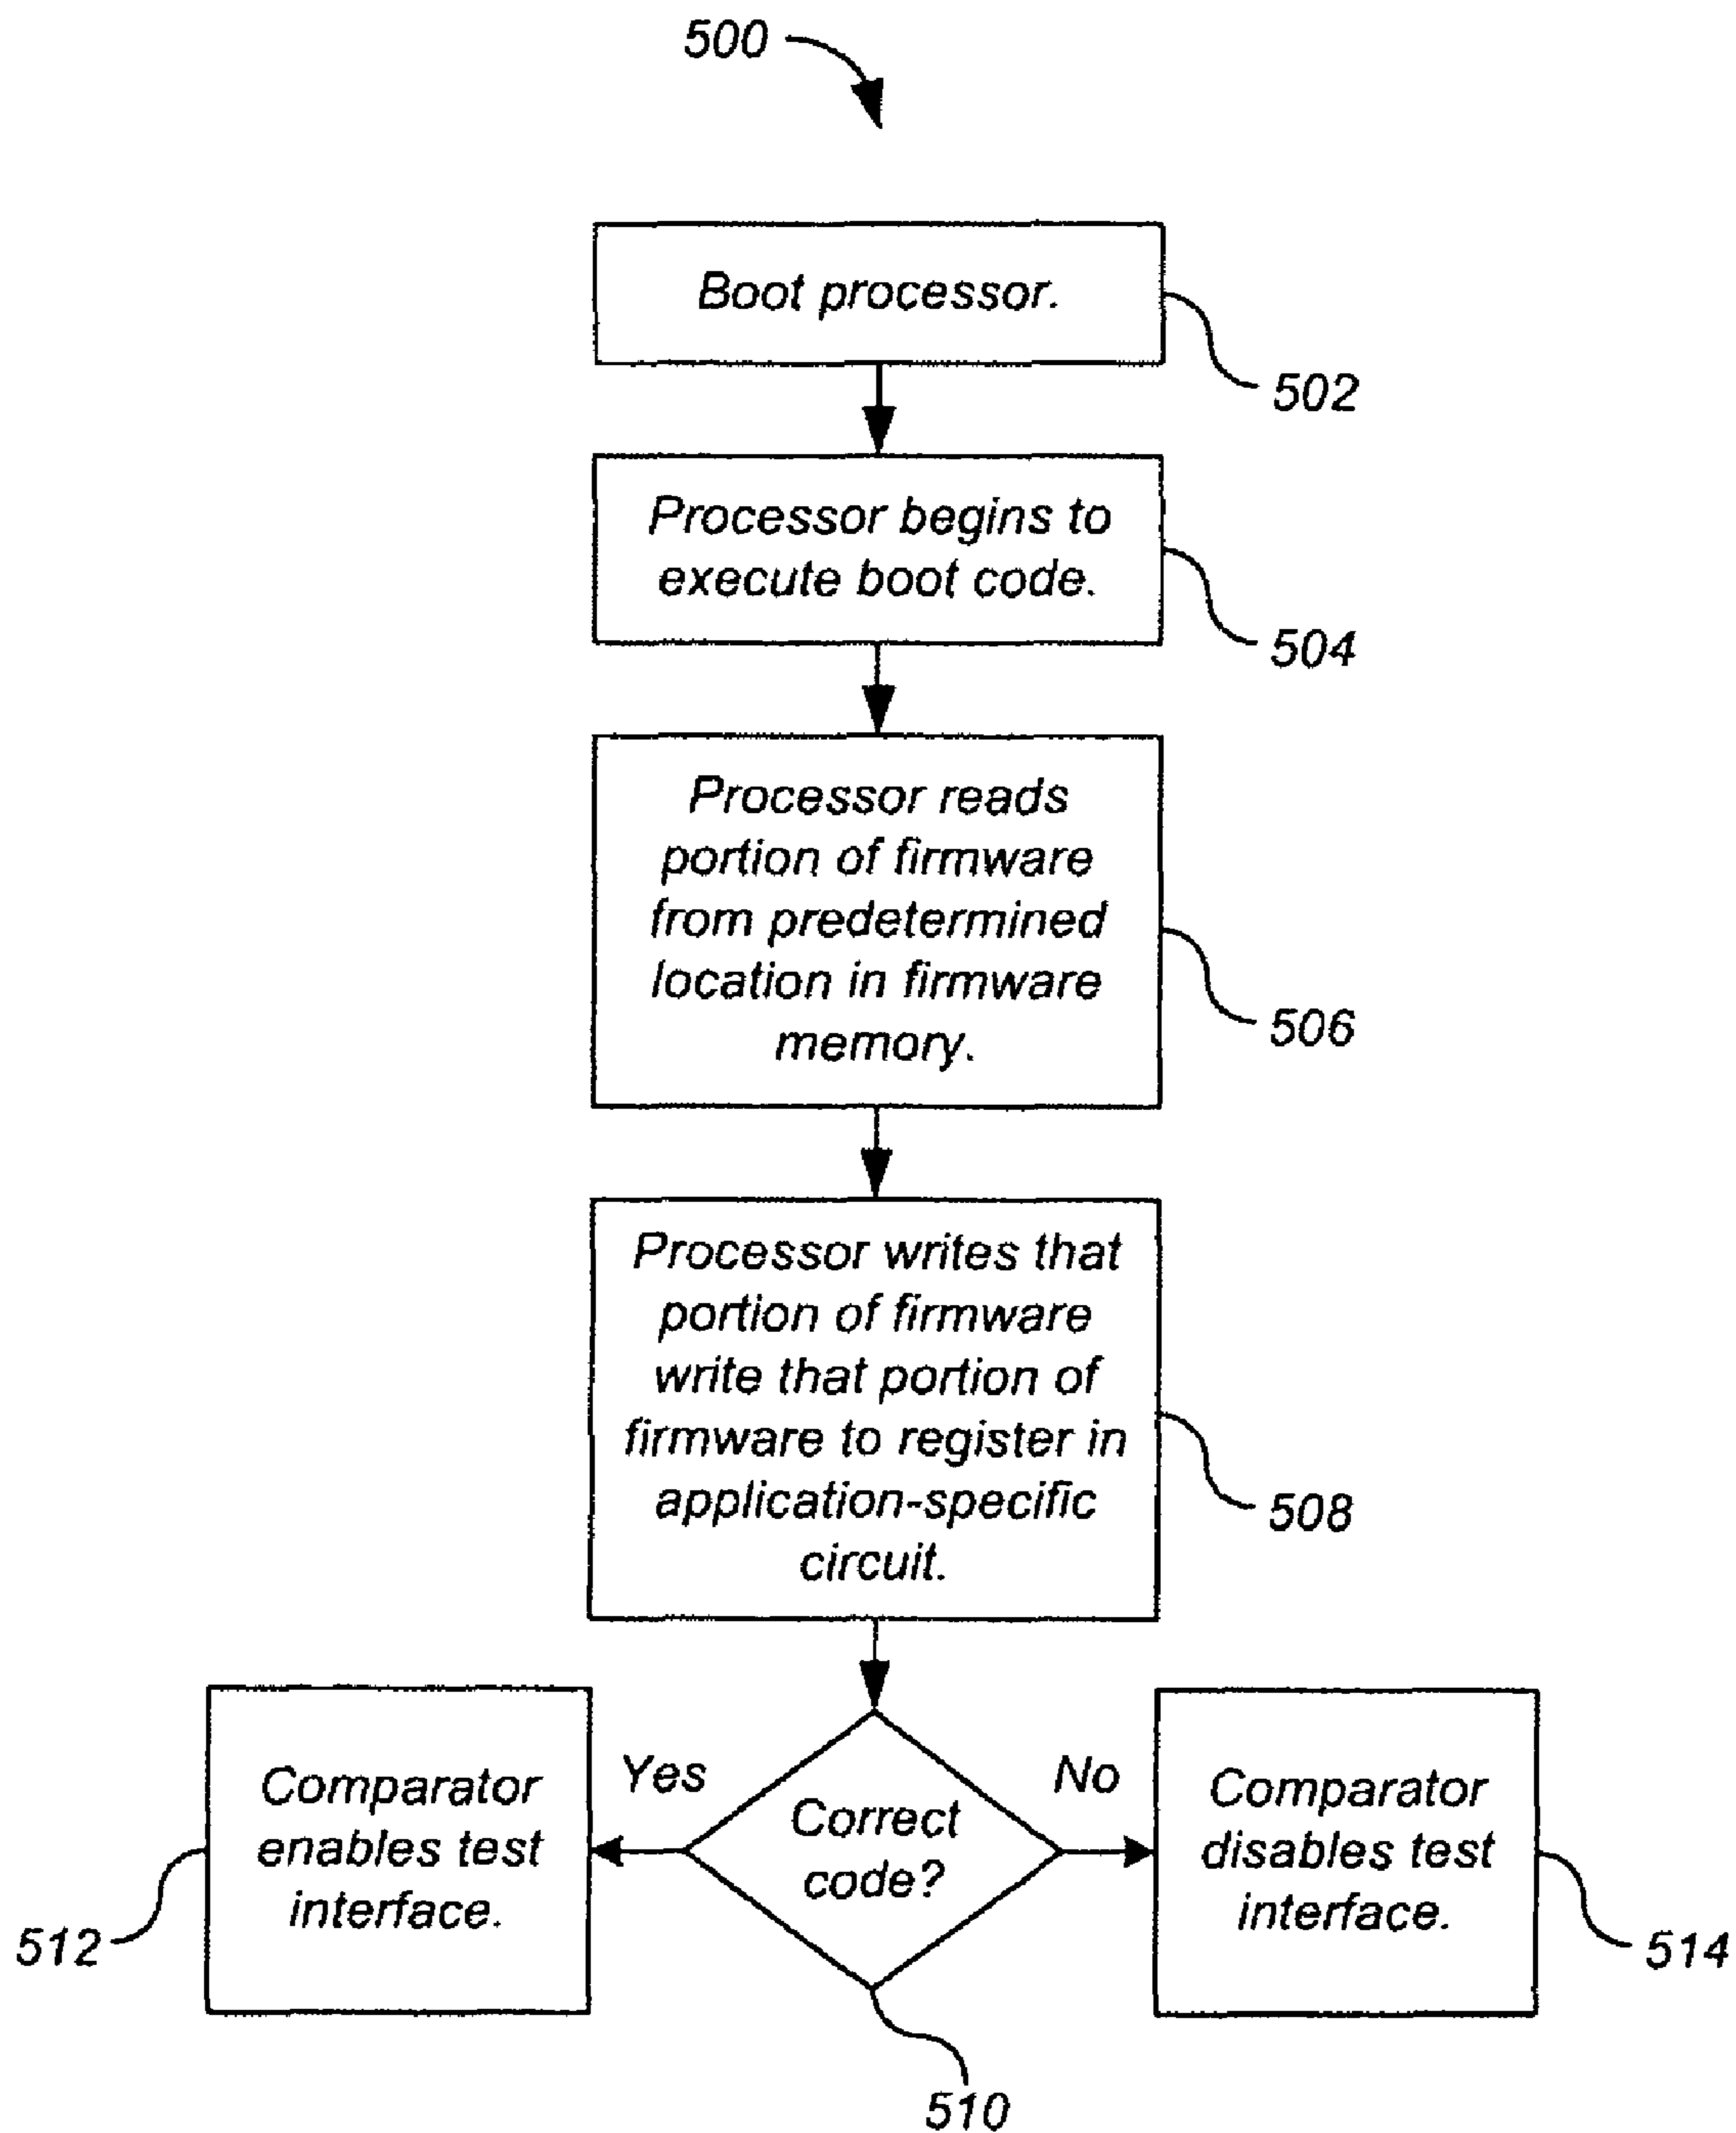 500
Boot processor.
502
Processor begins to
execute boot code.
504
Processor reads
portion of firmware
from predetermined
location in firmware
memory.
506
Processor writes that
portion of firmware
write that portion of
firmware to register in
application-specific
circuit.
508
Correct
code?
510
Yes
Comparator
enables test
interface.
512
No
Comparator
disables test
interface.
514